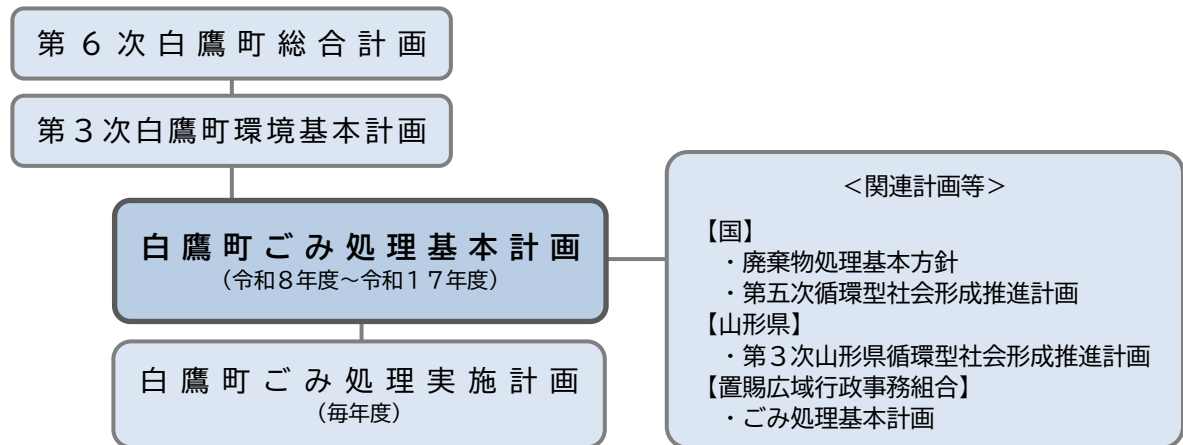 第６次白鷹町総合計画
第３次白鷹町環境基本計画
白鷹町ごみ処理基本計画
（令和８年度～令和１７年度）
白鷹町ごみ処理実施計画
（毎年度）
＜関連計画等＞
【国】
・廃棄物処理基本方針
・第五次循環型社会形成推進計画
【山形県】
・第３次山形県循環型社会形成推進計画
【置賜広域行政事務組合】
・ごみ処理基本計画